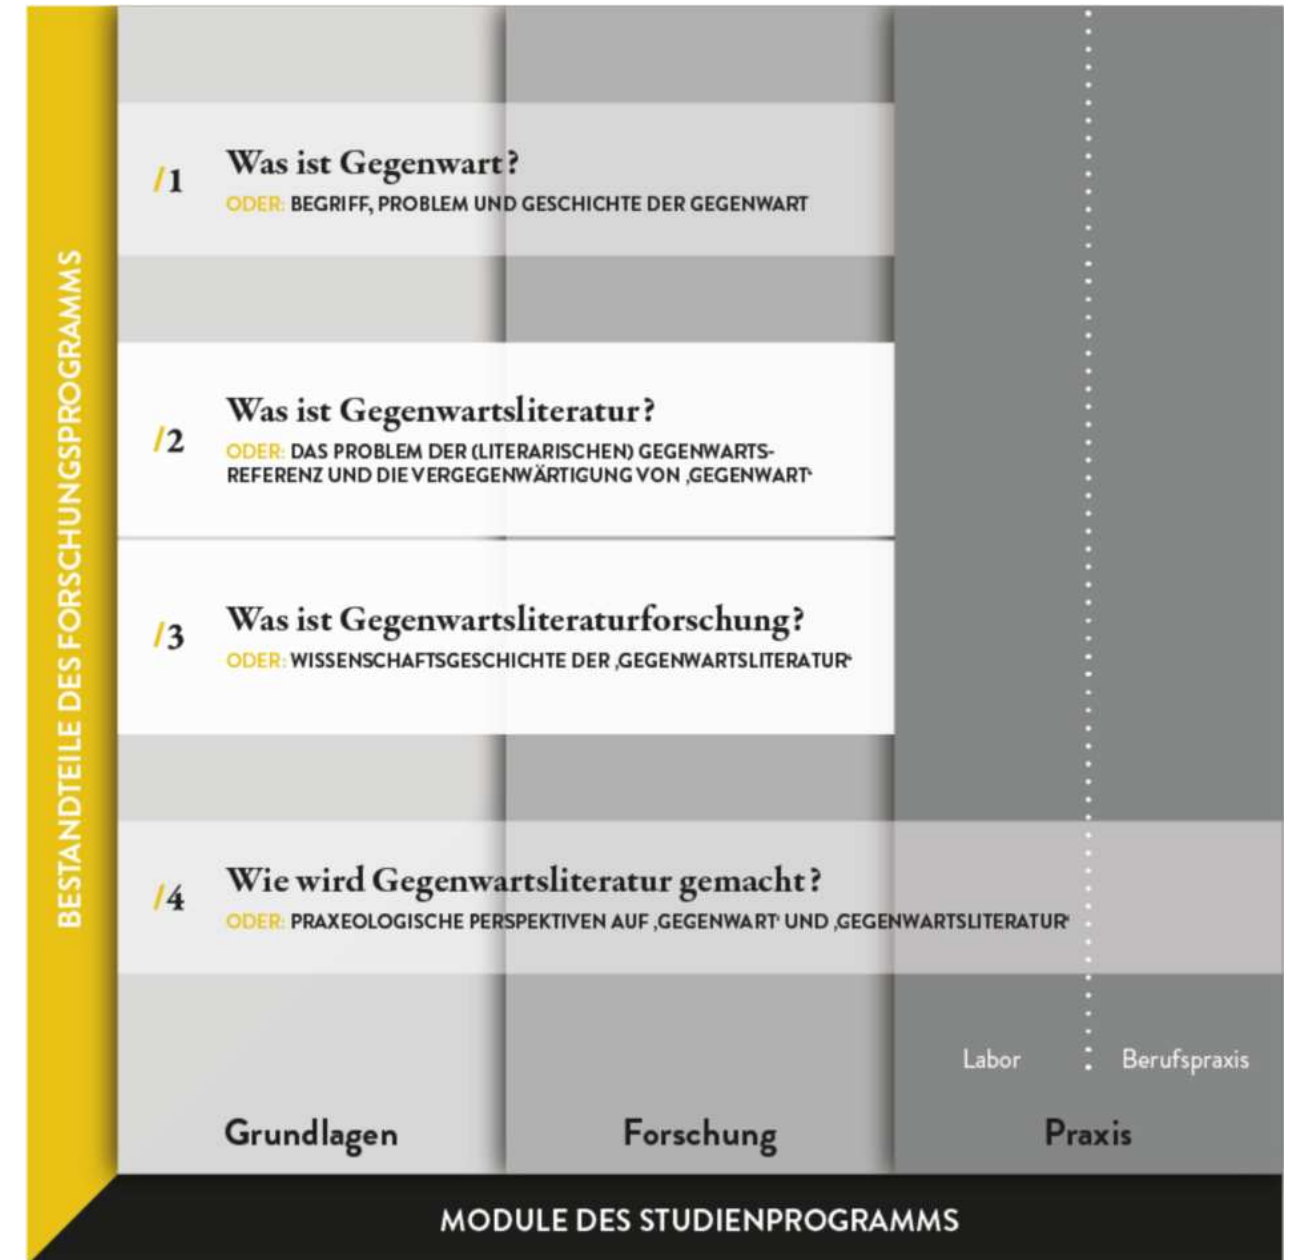 BESTANDTEILE DES FORSCHUNGSPROGRAMMS
/1
Was ist Gegenwart?
ODER: BEGRIFF, PROBLEM UND GESCHICHTE DER GEGENWART
/2
Was ist Gegenwartsliteratur?
ODER: DAS PROBLEM DER (LITERARISCHEN) GEGENWARTS-
REFERENZ UND DIE VERGEGENWÄRTIGUNG VON ‚GEGENWART‘
/3
Was ist Gegenwartsliteraturforschung?
ODER: WISSENSCHAFTSGESCHICHTE DER ‚GEGENWARTSLITERATUR‘
/4
Wie wird Gegenwartsliteratur gemacht?
ODER: PRAXEOLOGISCHE PERSPEKTIVEN AUF ‚GEGENWART‘ UND ‚GEGENWARTSLITERATUR‘
Labor
Berufspraxis
Grundlagen
Forschung
Praxis
MODULE DES STUDIENPROGRAMMS